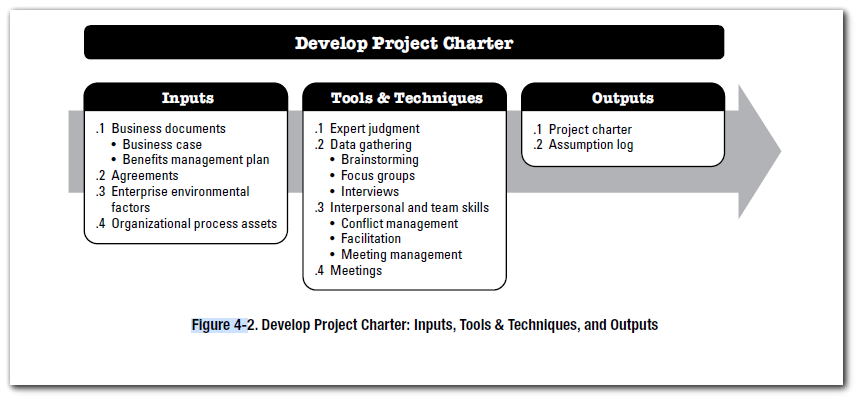 Develop Project Charter
Inputs
.1 Business documents
• Business case
• Benefits management plan
.2 Agreements
.3 Enterprise environmental
factors
.4 Organizational process assets
Tools & Techniques
.1 Expert judgment
.2 Data gathering
• Brainstorming
• Focus groups
• Interviews
.3 Interpersonal and team skills
• Conflict management
• Facilitation
• Meeting management
.4 Meetings
Outputs
.1 Project charter
.2 Assumption log
Figure 4-2. Develop Project Charter: Inputs, Tools & Techniques, and Outputs